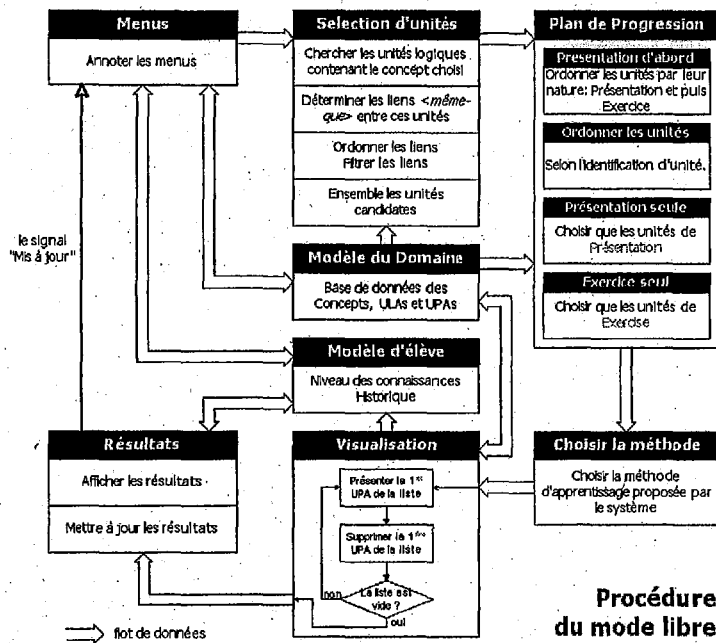 Menus
Annoter les menus
Selection d'unités
Chercher les unités logiques
contenant le concept choisi
Déterminer les liens <même-
que> entre ces unités
Ordonner les liens
Filtrer les liens
Ensemble les unités
candidates
Plan de Progression
Presentation d'abord
Ordonner les unités par leur
nature: Présentation et puis
Exercice
Ordonner les unités
Selon l'identification d'unité.
Présentation seule
Choisir que les unités de
Présentation
Exercice seul
Choisir que les unités de
Exercise
le signal
"Mis à jour"
Modèle du Domaine
Base de données des
Concepts, ULAs et UPAs
Modèle d'élève
Niveau des connaissances
Historique
Résultats
Afficher les résultats
Mettre à jour les résultats
Visualisation
Présenter la 1ère
UPA de la liste
Supprimer la 1ère
UPA de la liste
La liste est
vide ?
non
oui
Choisir la méthode
Choisir la méthode
d'apprentissage proposée par
le système
flot de données
Procédure
du mode libre